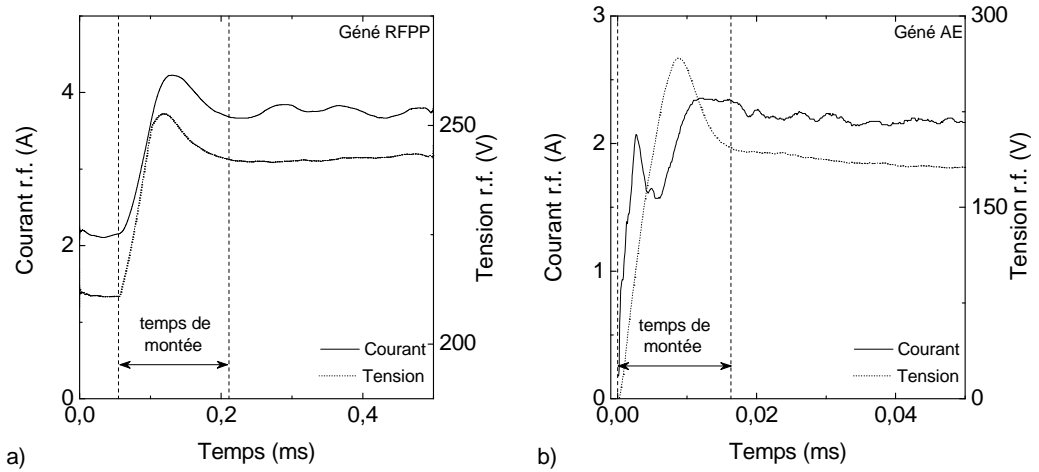 Géné RFPP
Courant r.f. (A)
4
2
0
Tension r.f. (V)
250
200
temps de
montée
Courant
Tension
0,0
0,2
0,4
Temps (ms)
a)
Géné AE
Courant r.f. (A)
3
2
1
0
Tension r.f. (V)
300
150
0
temps de
montée
Courant
Tension
0,00
0,02
0,04
Temps (ms)
b)